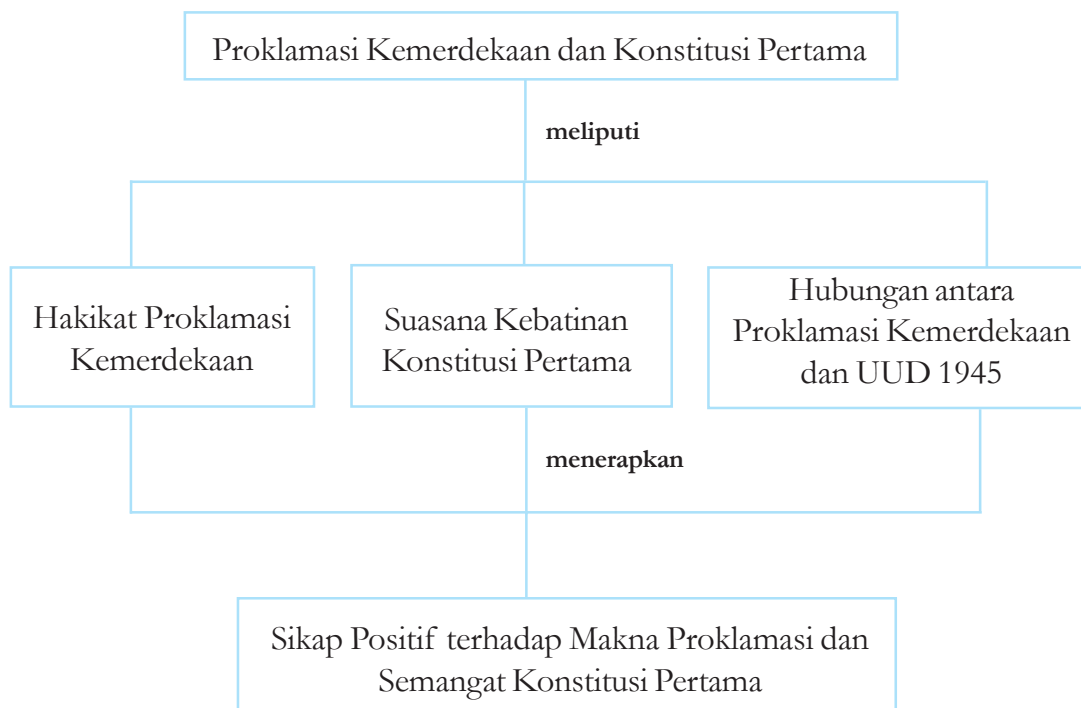 Proklamasi Kemerdekaan dan Konstitusi Pertama
meliputi
Hakikat Proklamasi
Kemerdekaan
Suasana Kebatinan
Konstitusi Pertama
Hubungan antara
Proklamasi Kemerdekaan
dan UUD 1945
menerapkan
Sikap Positif terhadap Makna Proklamasi dan
Semangat Konstitusi Pertama